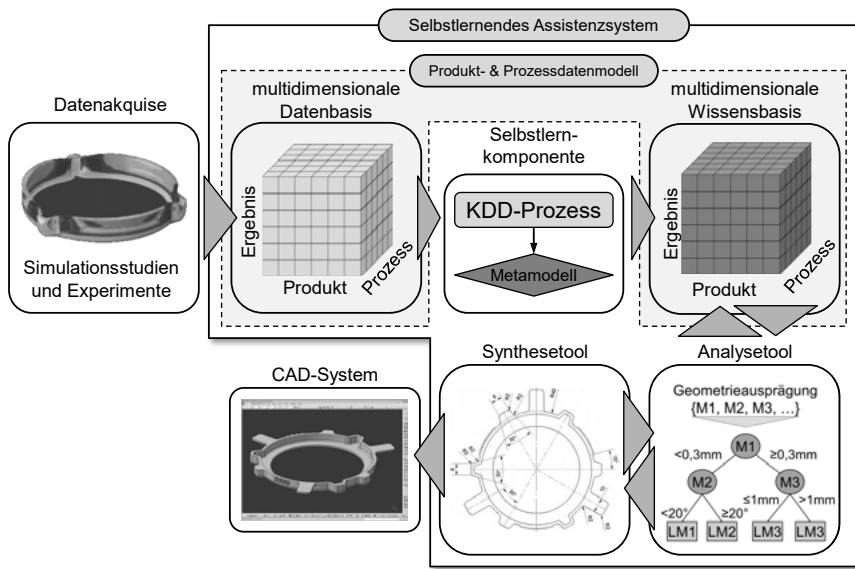 Selbstlernendes Assistenzsystem
Produkt- & Prozessdatenmodell
Datenakquise
Simulationsstudien
und Experimente
multidimensionale
Datenbasis
Ergebnis
Produkt
Prozess
Selbstlern-
komponente
KDD-Prozess
Metamodell
multidimensionale
Wissensbasis
Ergebnis
Produkt
Prozess
CAD-System
Synthesetool
Analysetool
Geometrieausprägung
{M1, M2, M3, ...}
M1
<0,3mm
≥0,3mm
M2
M3
<20°
≥20°
≤1mm
>1mm
LM1
LM2
LM3
LM3